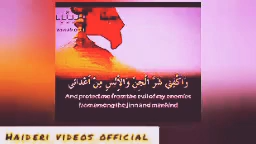 وَاكْفِنِي شَرَّ الْجِنِّ وَالْاِنْسِ مِنْ اَعْدَائِي
And protect me from the evil of my enemies
from among the jinn and mankind
HAIDERI VIDEOS OFFICIAL